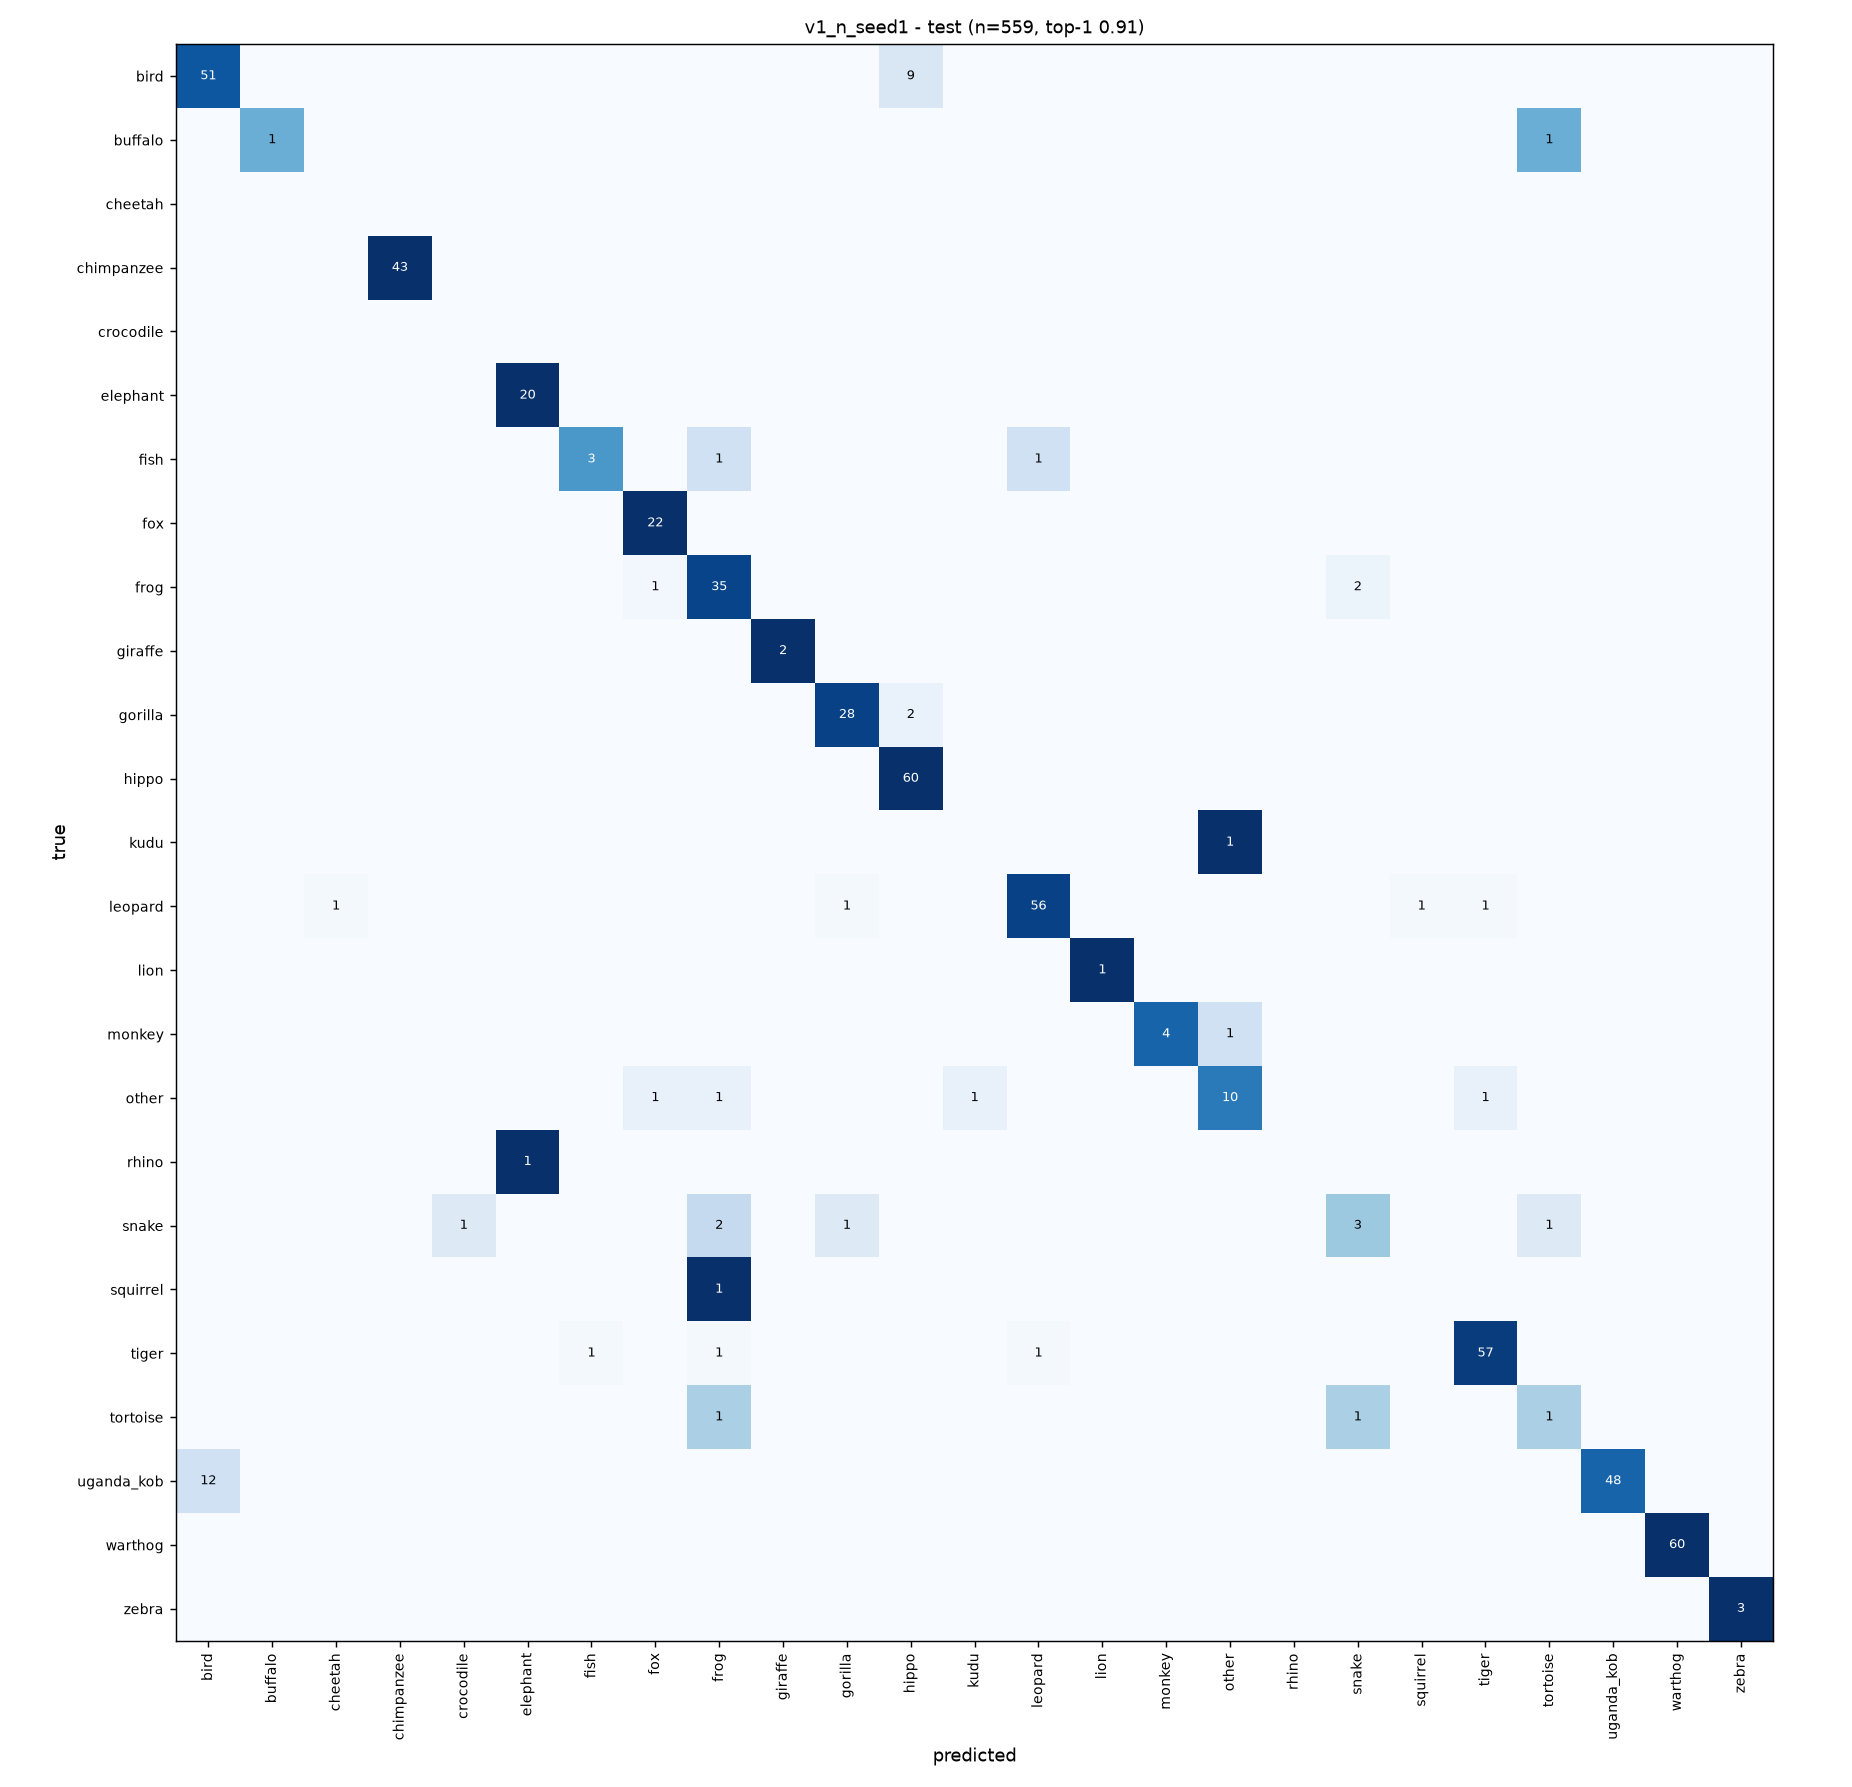 v1_n_seed1 - test (n=559, top-1 0.91)
bird 51 9
buffalo 1 1
cheetah
chimpanzee 43
crocodile
elephant 20
fish 3 1 1
fox 22
frog 1 35 2
giraffe 2
gorilla 28 2
hippo 60
kudu 1
leopard 1 1 56 1 1
lion 1
monkey 4 1
other 1 1 1 10 1
rhino 1
snake 1 2 1 3 1
squirrel 1
tiger 1 1 1 57
tortoise 1 1 1
uganda_kob 12 48
warthog 60
zebra 3
true
bird buffalo cheetah chimpanzee crocodile elephant fish fox frog giraffe gorilla hippo kudu leopard lion monkey other rhino snake squirrel tiger tortoise uganda_kob warthog zebra
predicted